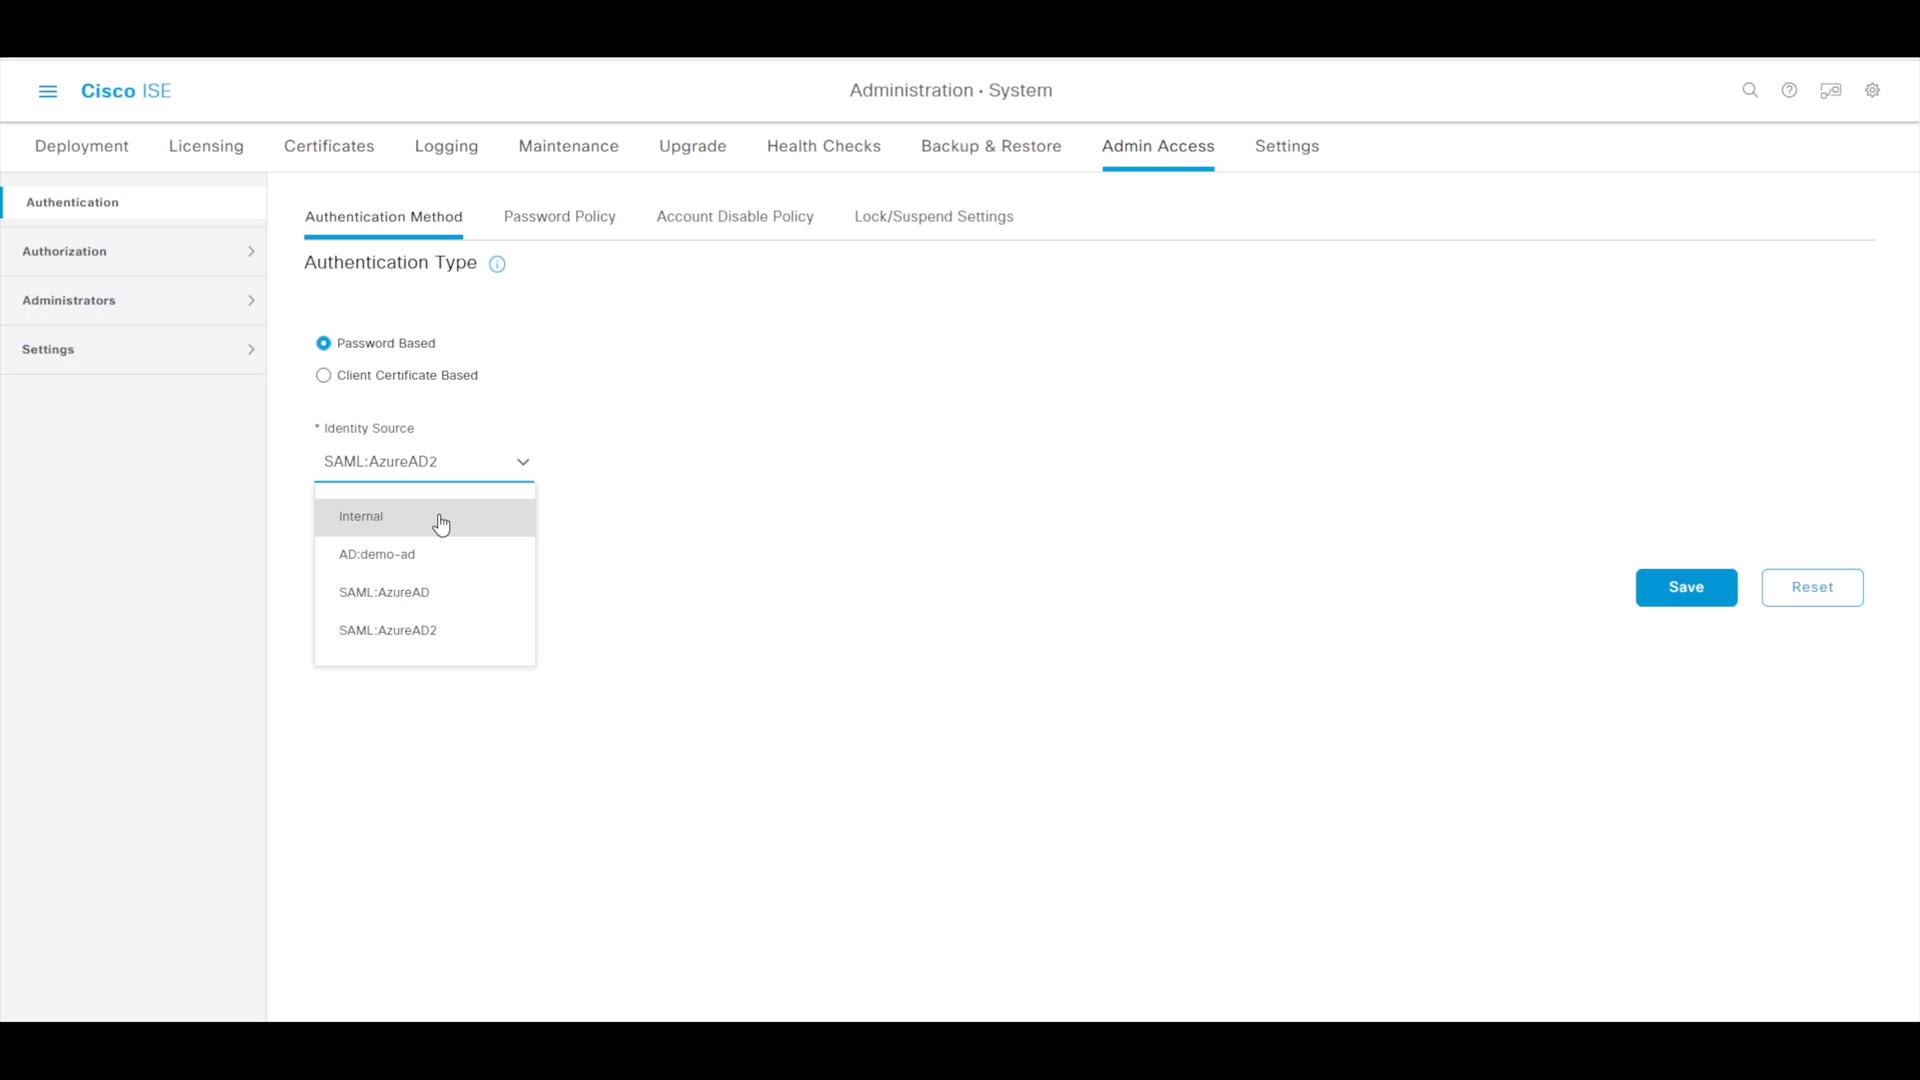 Cisco ISE
Administration · System
Deployment Licensing Certificates Logging Maintenance Upgrade Health Checks Backup & Restore Admin Access Settings
Authentication
Authorization
Administrators
Settings
Authentication Method Password Policy Account Disable Policy Lock/Suspend Settings
Authentication Type
Password Based
Client Certificate Based
* Identity Source
SAML:AzureAD2
Internal
AD:demo-ad
SAML:AzureAD
SAML:AzureAD2
Save Reset